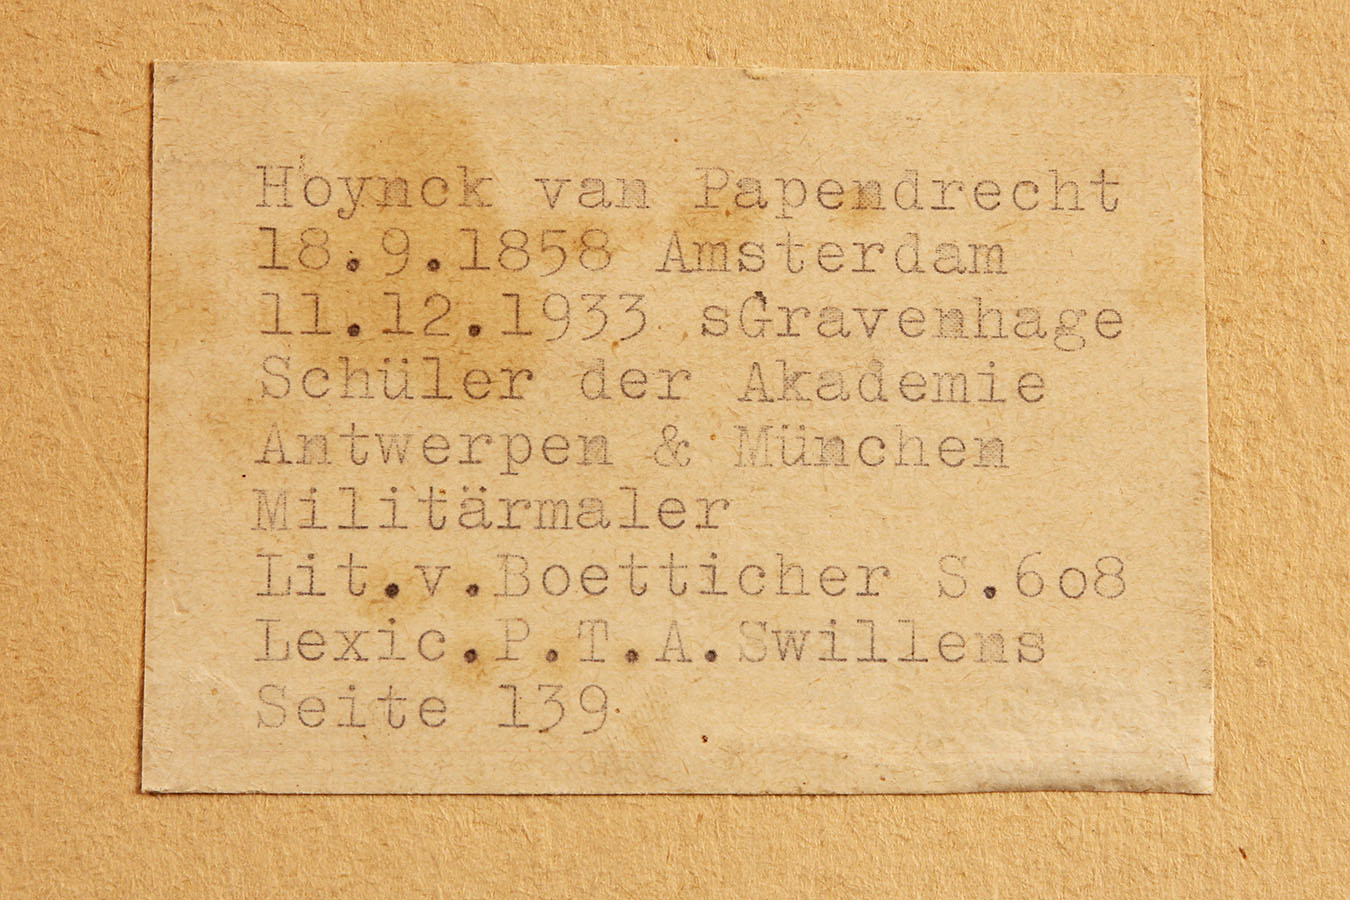 Hoynck van Papendrecht
18.9.1858 Amsterdam
11.12.1933 sGravenhage
Schüler der Akademie
Antwerpen & München
Militärmaler
Lit.v.Boetticher S.608
Lexic.P.T.A.Swillens
Seite 139